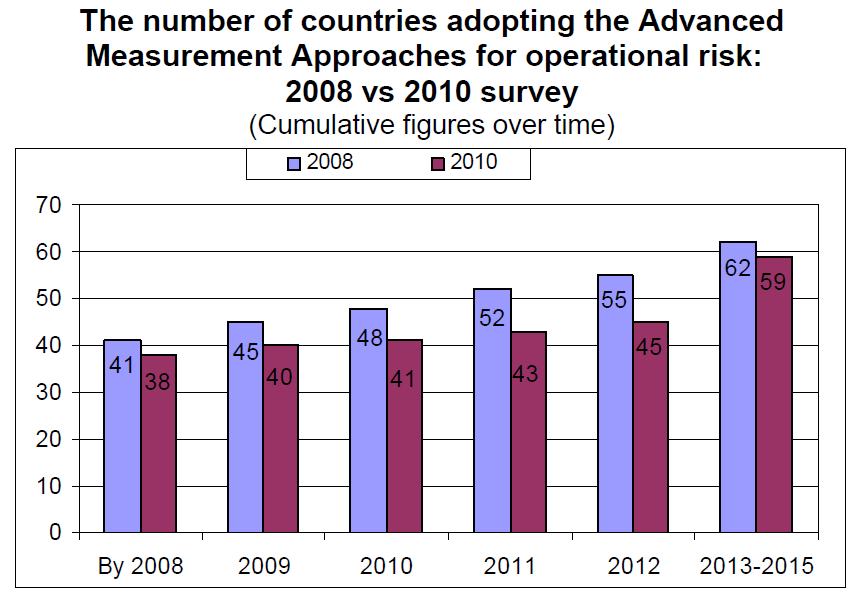 The number of countries adopting the Advanced
Measurement Approaches for operational risk:
2008 vs 2010 survey
(Cumulative figures over time)
2008 2010
70
60
50
40
30
20
10
0
41 38 45 40 48 41 52 43 55 45 62 59
By 2008 2009 2010 2011 2012 2013-2015